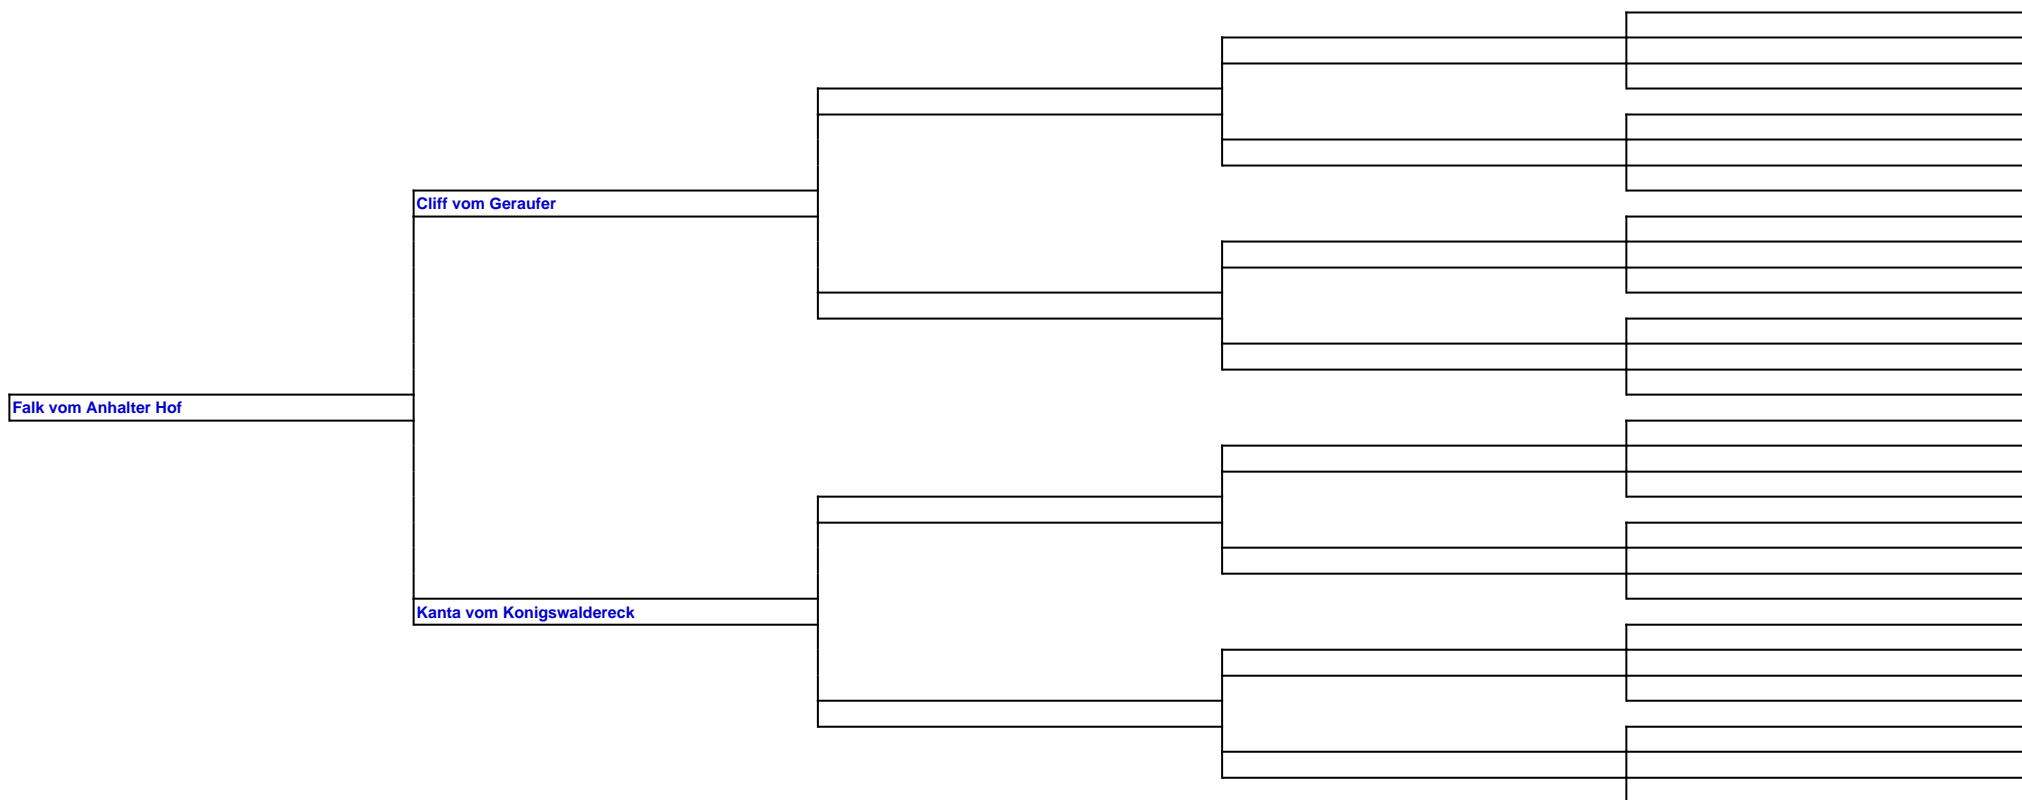 Cliff vom Geraufer
Falk vom Anhalter Hof
Kanta vom Konigswaldereck